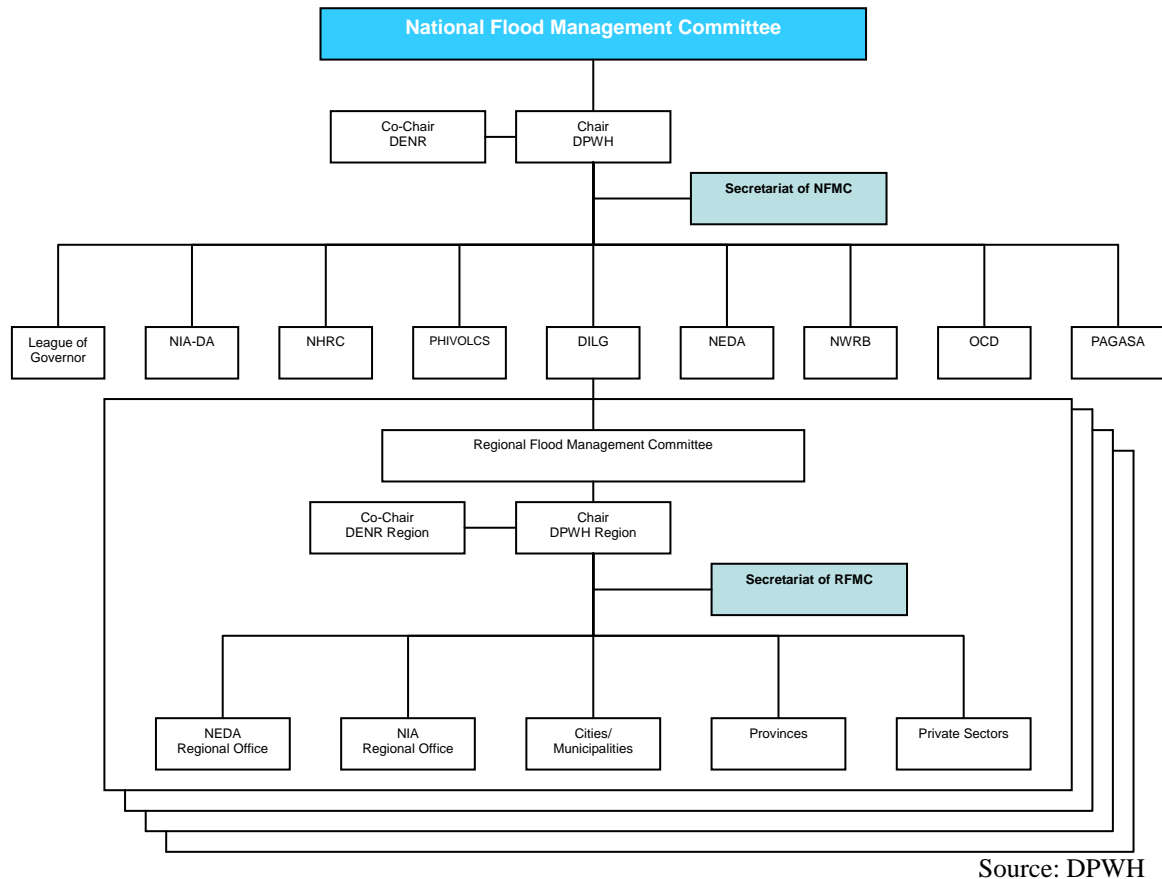 National Flood Management Committee
Co-Chair
DENR
Chair
DPWH
Secretariat of NFMC
League of
Governor
NIA-DA
NHRC
PHIVOLCS
DILG
NEDA
NWRB
OCD
PAGASA
Regional Flood Management Committee
Co-Chair
DENR Region
Chair
DPWH Region
Secretariat of RFMC
NEDA
Regional Office
NIA
Regional Office
Cities/
Municipalities
Provinces
Private Sectors
Source: DPWH